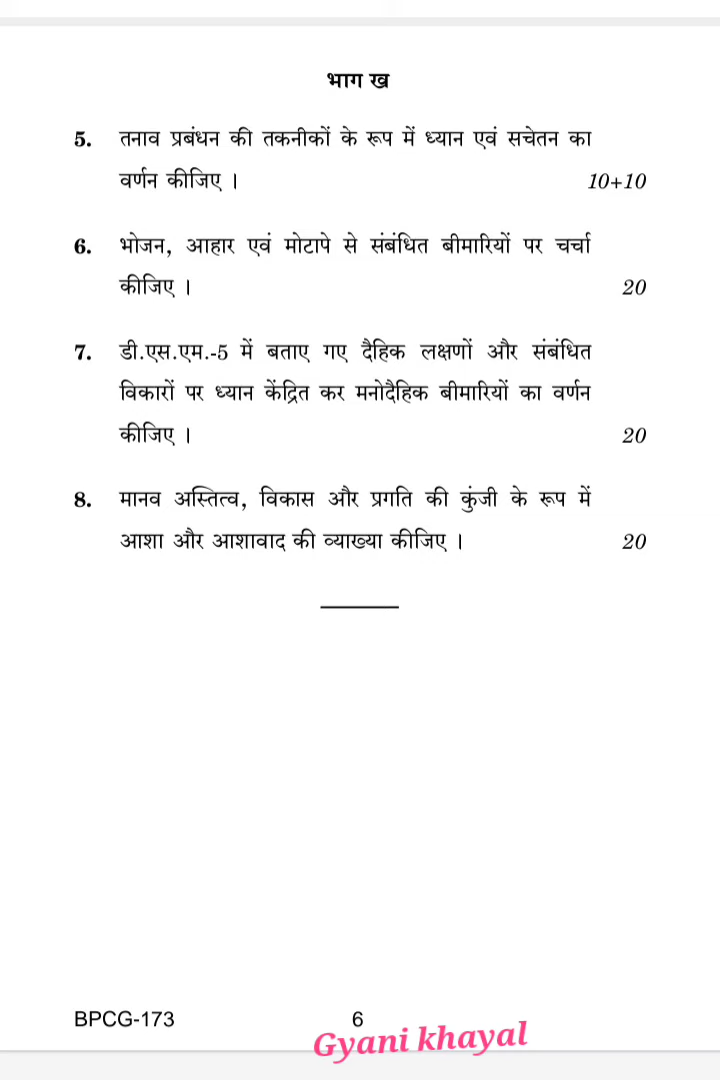 भाग ख
5. तनाव प्रबंधन की तकनीकों के रूप में ध्यान एवं सचेतन का
वर्णन कीजिए । 10+10
6. भोजन, आहार एवं मोटापे से संबंधित बीमारियों पर चर्चा
कीजिए । 20
7. डी.एस.एम.-5 में बताए गए दैहिक लक्षणों और संबंधित
विकारों पर ध्यान केंद्रित कर मनोदैहिक बीमारियों का वर्णन
कीजिए । 20
8. मानव अस्तित्व, विकास और प्रगति की कुंजी के रूप में
आशा और आशावाद की व्याख्या कीजिए । 20
BPCG-173 6
Gyani khayal